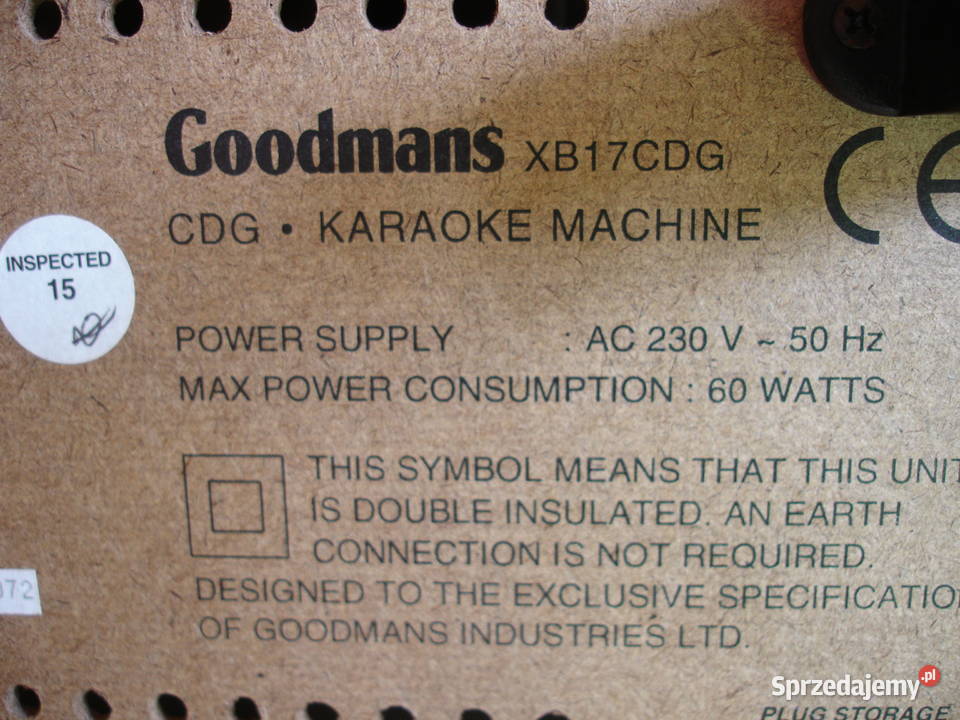 Goodmans XB17CDG
CDG • KARAOKE MACHINE
CE
INSPECTED
15
POWER SUPPLY : AC 230 V ~ 50 Hz
MAX POWER CONSUMPTION : 60 WATTS
THIS SYMBOL MEANS THAT THIS UNIT
IS DOUBLE INSULATED. AN EARTH
CONNECTION IS NOT REQUIRED.
072
DESIGNED TO THE EXCLUSIVE SPECIFICATIO
OF GOODMANS INDUSTRIES LTD.
Sprzedajemy.pl
PLUG STORAGE